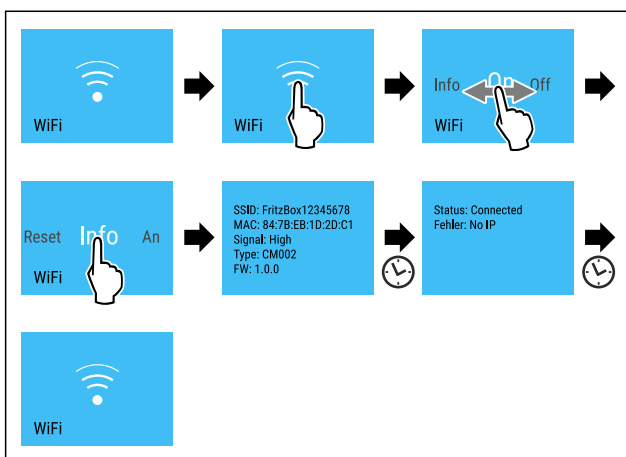 WiFi
WiFi
Info On Off
WiFi
Reset Info An
WiFi
SSID: FritzBox12345678
MAC: 84:7B:EB:1D:2D:C1
Signal: High
Type: CM002
FW: 1.0.0
Status: Connected
Fehler: No IP
WiFi